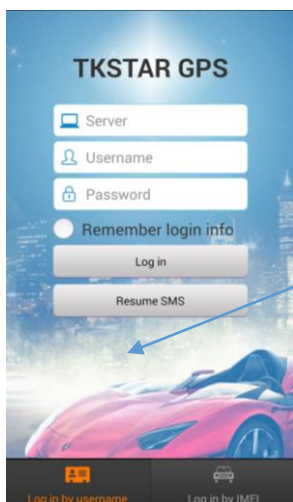 TKSTAR GPS
Server
Username
Password
Remember login info
Log in
Resume SMS
Log in by username
Log in by IMEI